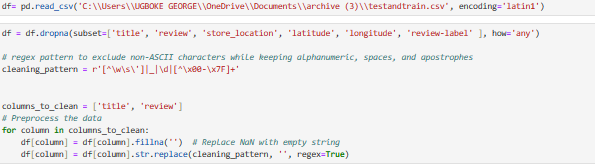 df= pd.read_csv('C:\\Users\\UGBOKE GEORGE\\OneDrive\\Documents\\archive (3)\\testandtrain.csv', encoding='latin1')
df = df.dropna(subset=['title', 'review', 'store_location', 'latitude', 'longitude', 'review-label' ], how='any')
# regex pattern to exclude non-ASCII characters while keeping alphanumeric, spaces, and apostrophes
cleaning_pattern = r'[^\w\s\']|_|\d|[^\x00-\x7F]+'
columns_to_clean = ['title', 'review']
# Preprocess the data
for column in columns_to_clean:
    df[column] = df[column].fillna('')  # Replace NaN with empty string
    df[column] = df[column].str.replace(cleaning_pattern, '', regex=True)